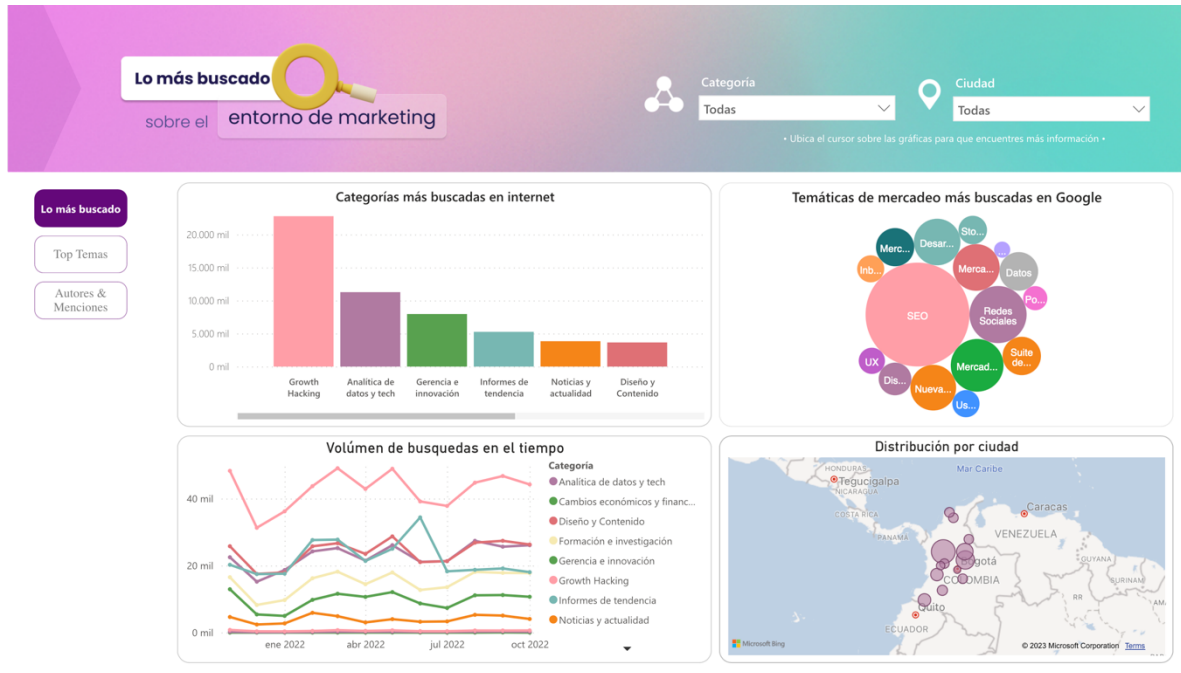 Lo más buscado
sobre el entorno de marketing
Categoría
Todas
Ciudad
Todas
• Ubica el cursor sobre las gráficas para que encuentres más información •
Lo más buscado
Top Temas
Autores &
Menciones
Categorías más buscadas en internet
20.000 mil
15.000 mil
10.000 mil
5.000 mil
0 mil
Growth
Hacking
Analítica de
datos y tech
Gerencia e
innovación
Informes de
tendencia
Noticias y
actualidad
Diseño y
Contenido
Temáticas de mercadeo más buscadas en Google
Sto...
Desar...
Merc...
...
Merca...
Datos
Inb...
Po...
SEO
Redes
Sociales
Suite
de...
UX
Mercad...
Dis...
Nueva...
Us...
Volúmen de busquedas en el tiempo
40 mil
20 mil
0 mil
ene 2022
abr 2022
jul 2022
oct 2022
Categoría
Analítica de datos y tech
Cambios económicos y financ...
Diseño y Contenido
Formación e investigación
Gerencia e innovación
Growth Hacking
Informes de tendencia
Noticias y actualidad
Distribución por ciudad
HONDURAS
Mar Caribe
Tegucigalpa
NICARAGUA
Caracas
COSTA RICA
PANAMÁ
VENEZUELA
GUYANA
Bogotá
COLOMBIA
SURINAM
RR
AM
Quito
ECUADOR
Microsoft Bing
© 2023 Microsoft Corporation Terms